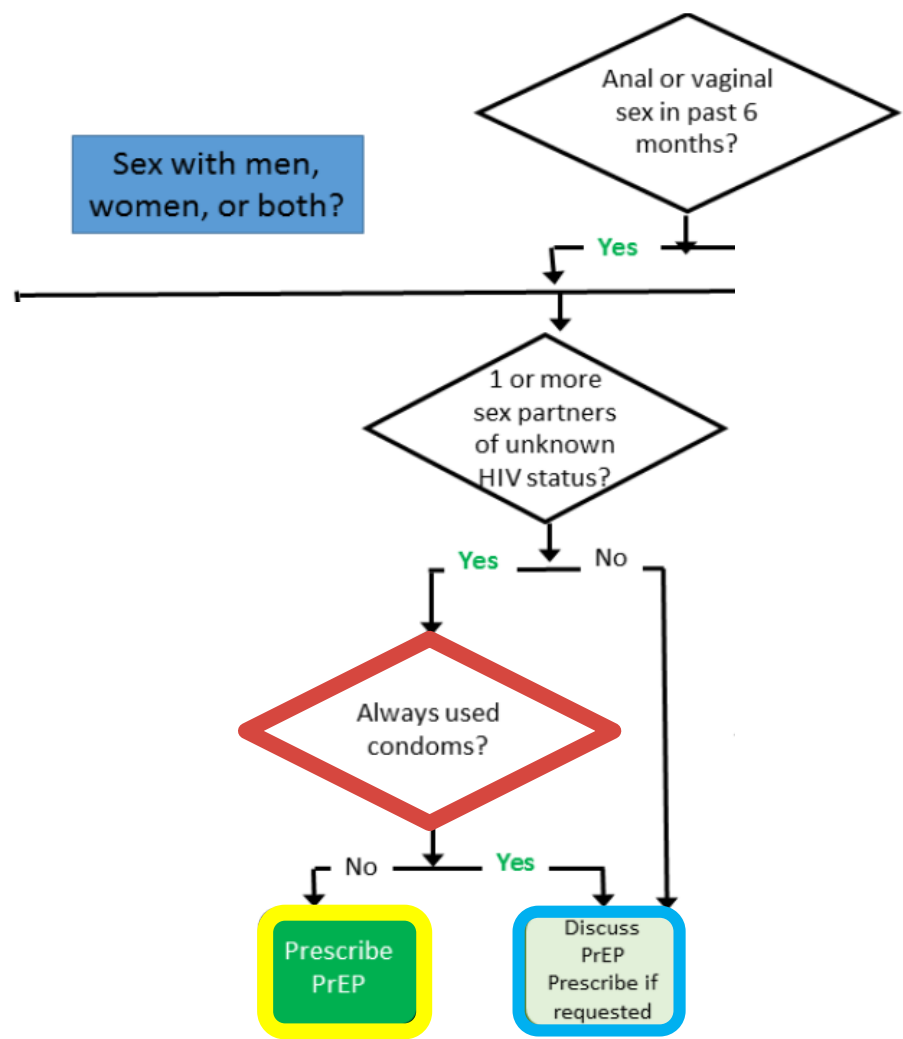 Anal or vaginal
sex in past 6
months?
Sex with men,
women, or both?
Yes
1 or more
sex partners
of unknown
HIV status?
Yes
No
Always used
condoms?
No
Yes
Prescribe
PrEP
Discuss
PrEP
Prescribe if
requested